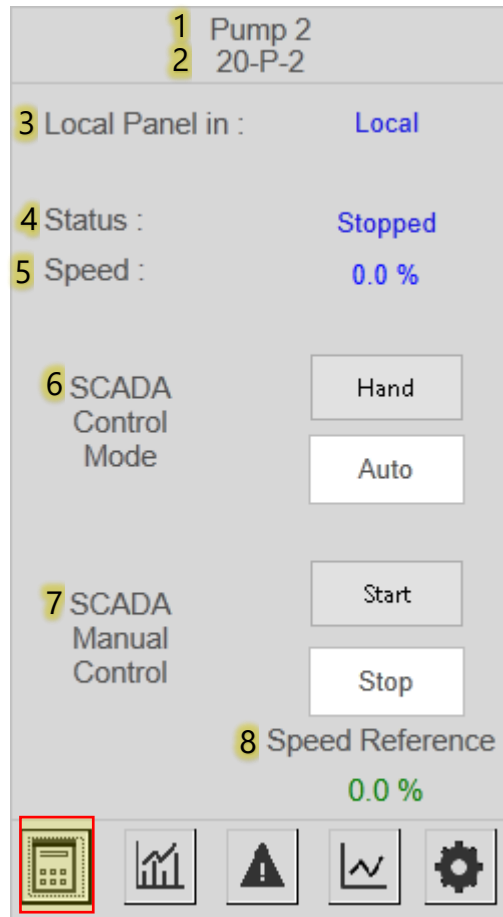 1 Pump 2
2 20-P-2
3 Local Panel in : Local
4 Status : Stopped
5 Speed : 0.0 %
6 SCADA
Control
Mode
Hand
Auto
7 SCADA
Manual
Control
Start
Stop
8 Speed Reference
0.0 %